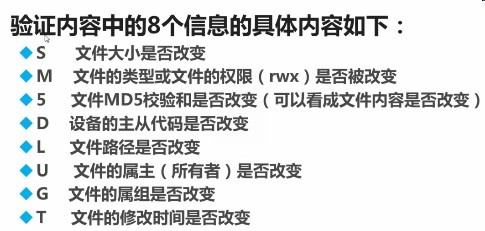 验证内容中的8个信息的具体内容如下：
S 文件大小是否改变
M 文件的类型或文件的权限（rwx）是否被改变
5 文件MD5校验和是否改变（可以看成文件内容是否改变）
D 设备的主从代码是否改变
L 文件路径是否改变
U 文件的属主（所有者）是否改变
G 文件的属组是否改变
T 文件的修改时间是否改变